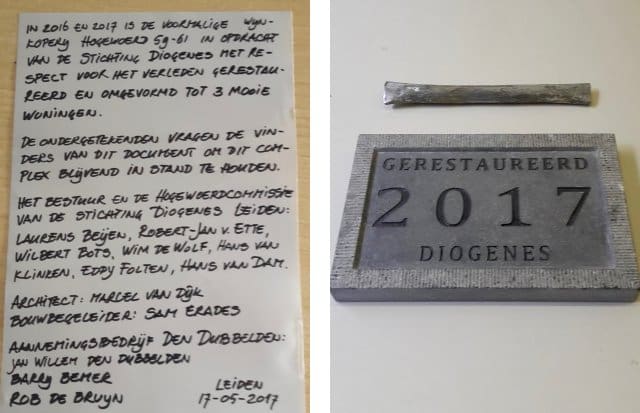 IN 2016 EN 2017 IS DE VOORMALIGE WYN-
KOPERY HOGEWOERD 59-61 IN OPDRACHT
VAN DE STICHTING DIOGENES MET RE-
SPECT VOOR HET VERLEDEN GERESTAU-
REERD EN OMGEVORMD TOT 3 MOOIE
WONINGEN.
DE ONDERGETEKENDEN VRAGEN DE VIN-
DERS VAN DIT DOCUMENT OM DIT COM-
PLEX BLIJVEND IN STAND TE HOUDEN.
HET BESTUUR EN DE HOGEWOERDCOMMISSIE
VAN DE STICHTING DIOGENES LEIDEN:
LAURENS BEIJEN, ROBERT-JAN V. ETTE,
WILBERT BOTS, WIM DE WOLF, HANS VAN
KLINKEN, EDDY FOLTEN, HANS VAN DAM.
ARCHITECT: MARCEL VAN DIJK
BOUWBEGELEIDER: SAM ERADES
AANNEMINGSBEDRIJF DEN DUBBELDEN:
JAN WILLEM DEN DUBBELDEN
BARRY BEMER
ROB DE BRUYN
LEIDEN
17-05-2017
GERESTAUREERD
2017
DIOGENES